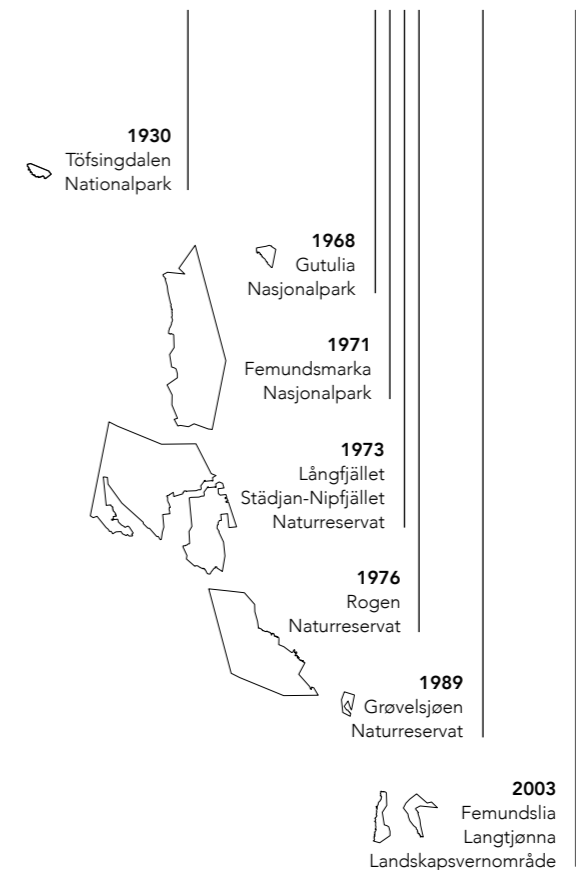 1930
Töfsingdalen
Nationalpark
1968
Gutulia
Nasjonalpark
1971
Femundsmarka
Nasjonalpark
1973
Långfjället
Städjan-Nipfjället
Naturreservat
1976
Rogen
Naturreservat
1989
Grøvelsjøen
Naturreservat
2003
Femundslia
Langtjønna
Landskapsvernområde